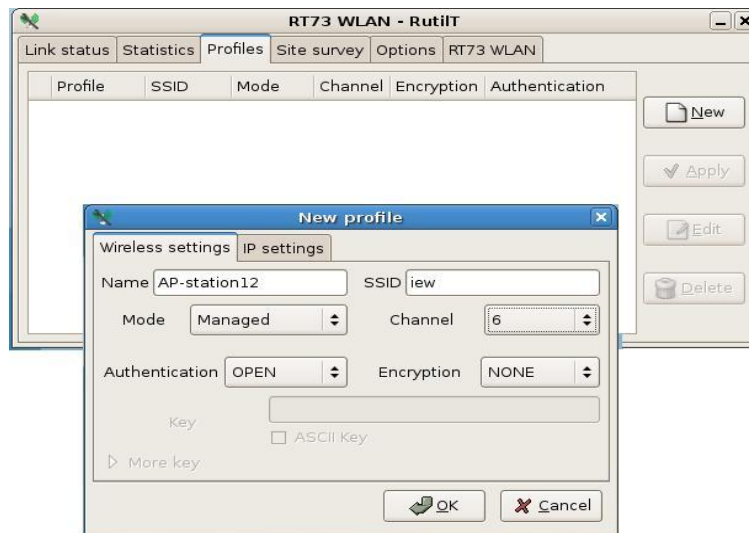 RT73 WLAN - RutilT
Link status Statistics Profiles Site survey Options RT73 WLAN
Profile SSID Mode Channel Encryption Authentication
New
Apply
Edit
Delete
New profile
Wireless settings IP settings
Name AP-station12 SSID iew
Mode Managed Channel 6
Authentication OPEN Encryption NONE
Key
ASCII Key
More key
OK Cancel